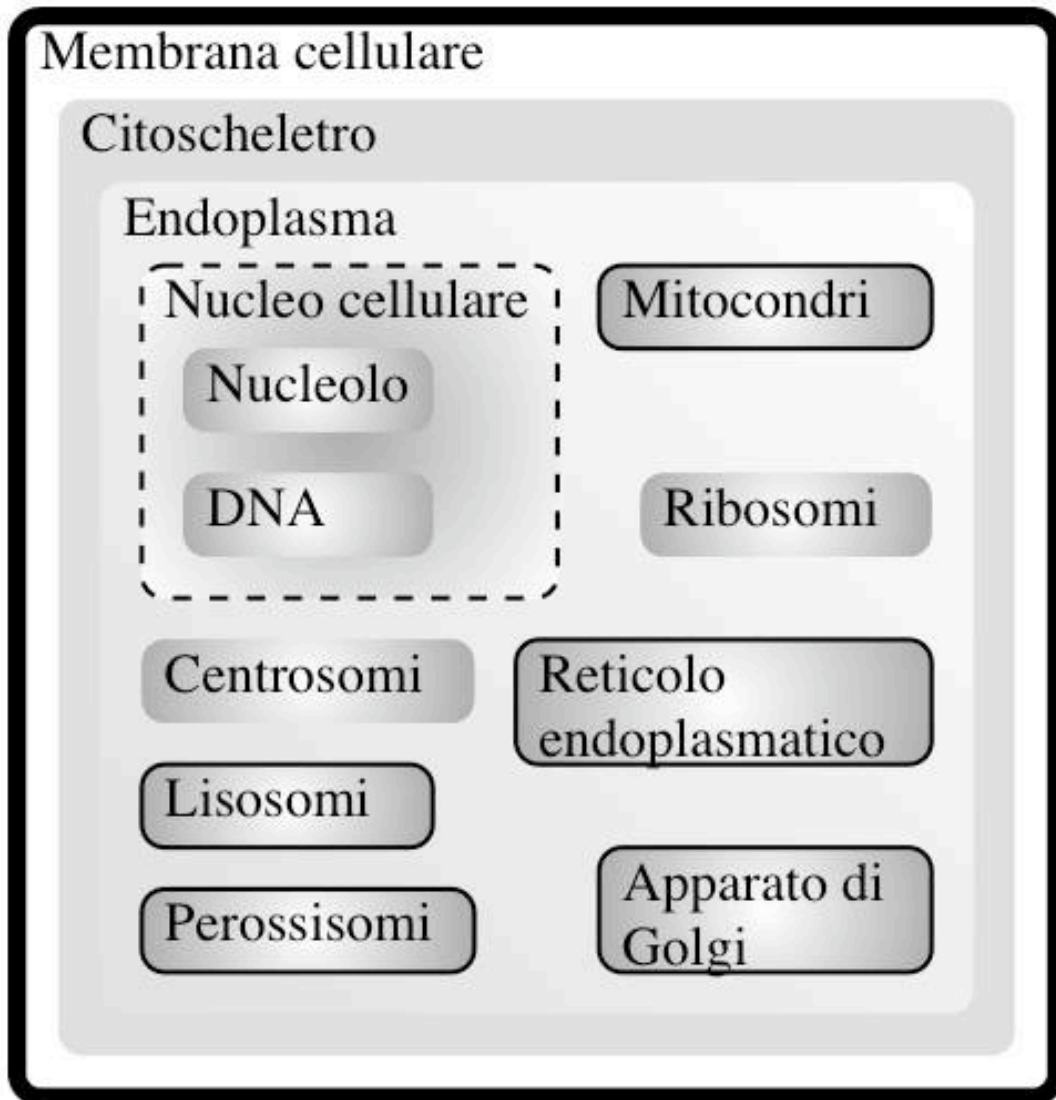 Membrana cellulare
Citoscheletro
Endoplasma
Nucleo cellulare
Mitocondri
Nucleolo
DNA
Ribosomi
Centrosomi
Reticolo
endoplasmatico
Lisosomi
Apparato di
Golgi
Perossisomi